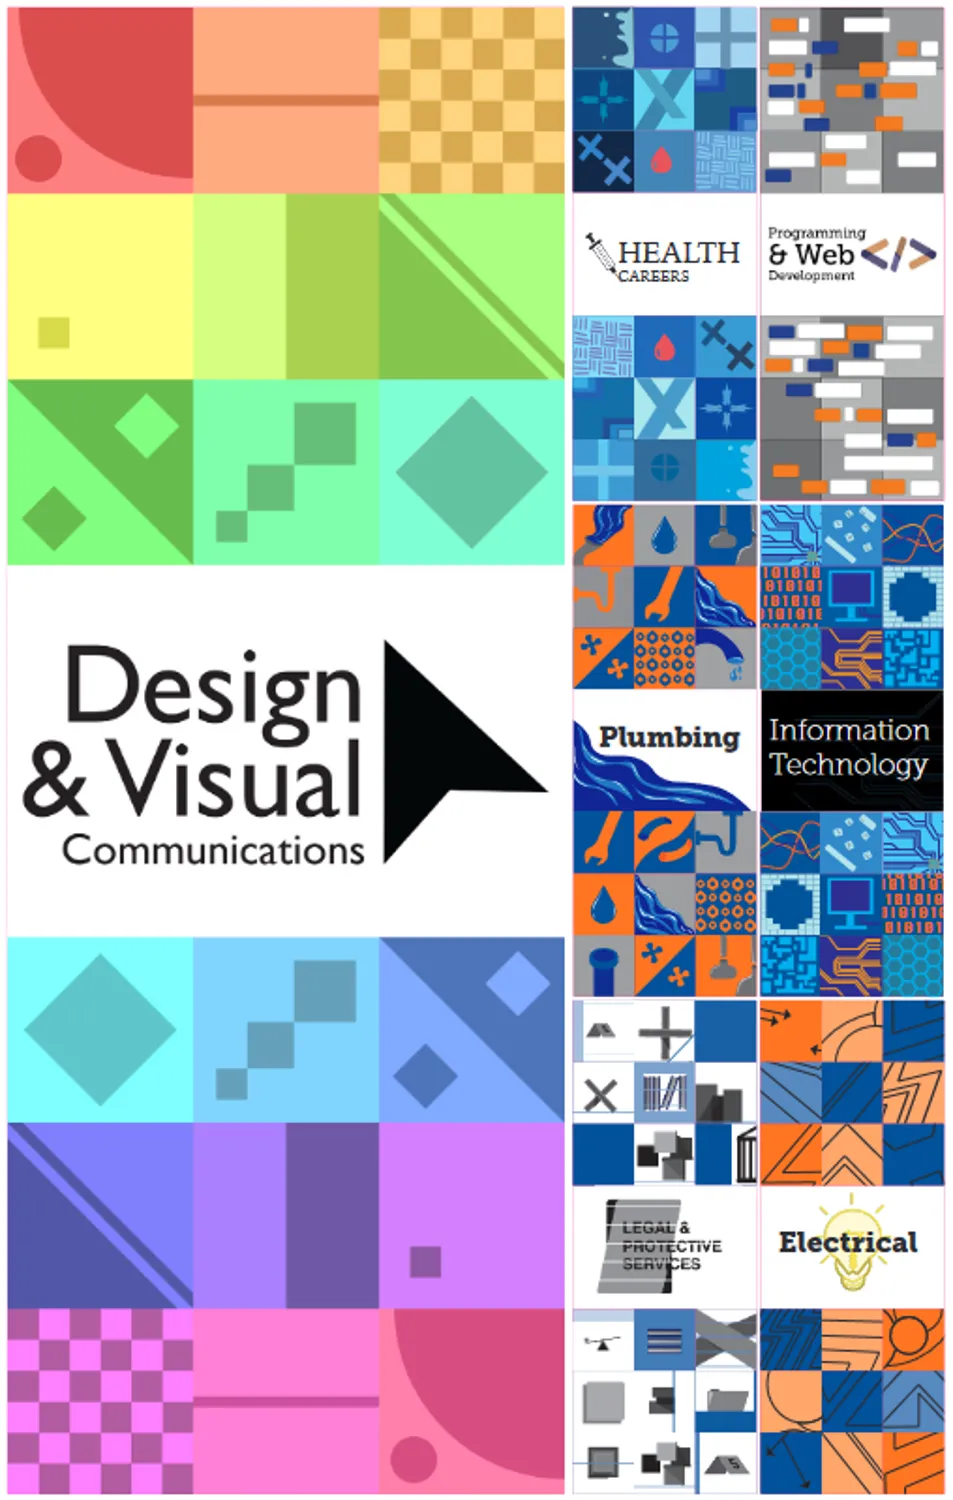 Design
& Visual
Communications
HEALTH
CAREERS
Programming
& Web
Development
</>
Plumbing
Information
Technology
LEGAL &
PROTECTIVE
SERVICES
Electrical